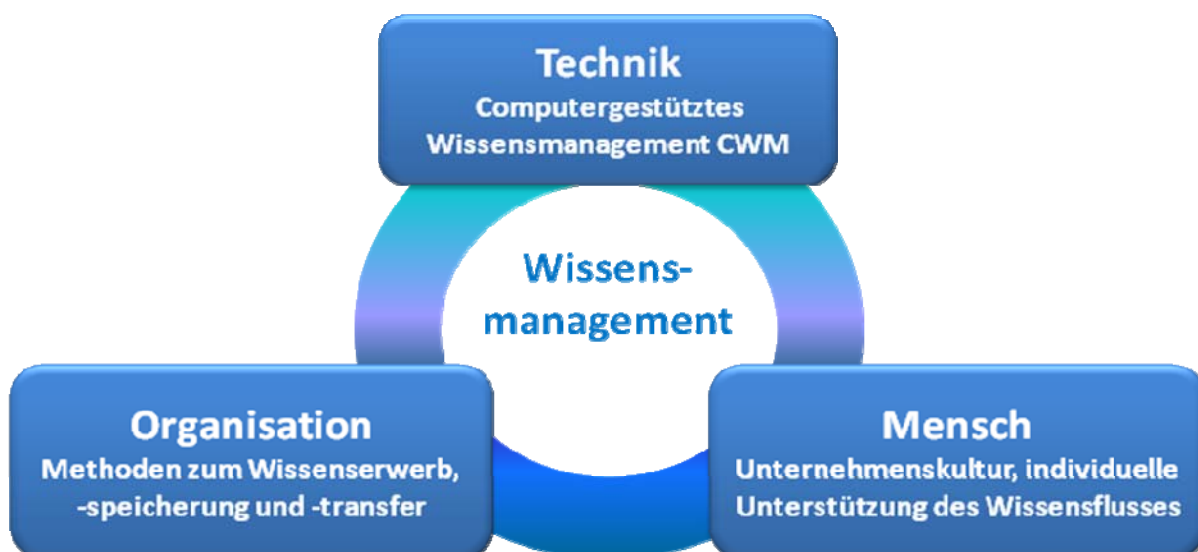 Technik
Computergestütztes
Wissensmanagement CWM
Wissens-
management
Organisation
Methoden zum Wissenserwerb,
-speicherung und -transfer
Mensch
Unternehmenskultur, individuelle
Unterstützung des Wissensflusses